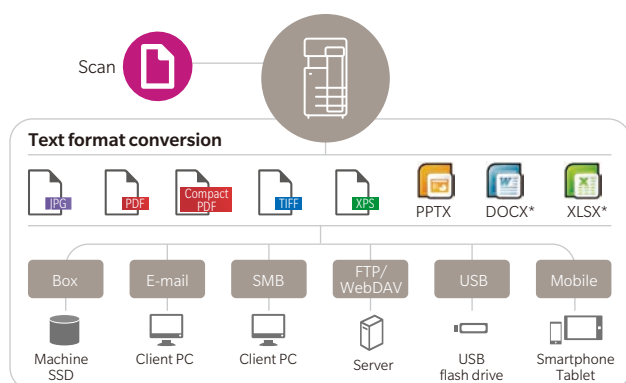 Scan
Text format conversion
JPG
PDF
Compact
PDF
TIFF
XPS
PPTX
DOCX*
XLSX*
Box
E-mail
SMB
FTP/
WebDAV
USB
Mobile
Machine
SSD
Client PC
Client PC
Server
USB
flash drive
Smartphone
Tablet